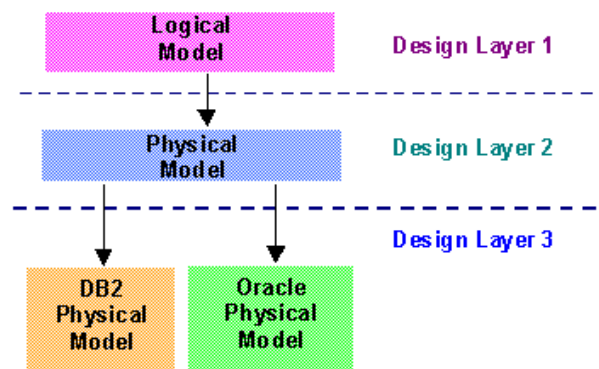 Logical
Model
Design Layer 1
Physical
Model
Design Layer 2
Design Layer 3
DB2
Physical
Model
Oracle
Physical
Model